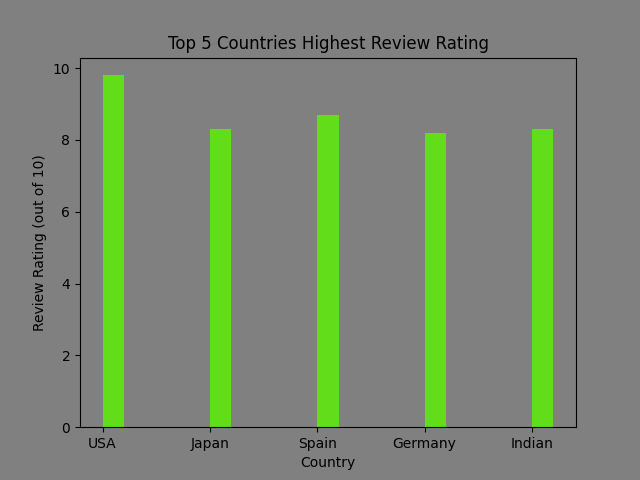 Top 5 Countries Highest Review Rating
10
8
6
4
2
0
Review Rating (out of 10)
USA Japan Spain Germany Indian
Country